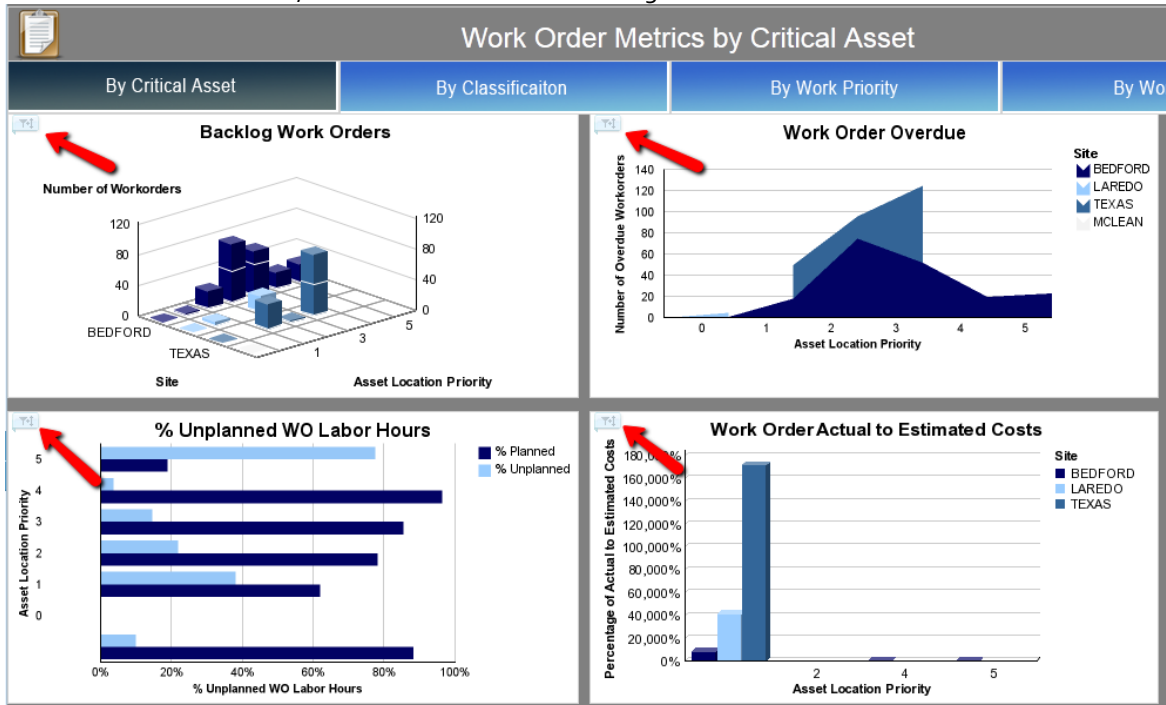 Work Order Metrics by Critical Asset
By Critical Asset
By Classificaiton
By Work Priority
By Wo
Backlog Work Orders
Number of Workorders
120
80
40
0
120
80
40
0
BEDFORD
TEXAS
1
3
5
Site
Asset Location Priority
Work Order Overdue
Number of Overdue Workorders
140
120
100
80
60
40
20
0
0 1 2 3 4 5
Asset Location Priority
Site
BEDFORD
LAREDO
TEXAS
MCLEAN
% Unplanned WO Labor Hours
Asset Location Priority
5
4
3
2
1
0
0% 20% 40% 60% 80% 100%
% Unplanned WO Labor Hours
% Planned
% Unplanned
Work Order Actual to Estimated Costs
Percentage of Actual to Estimated Costs
180,000%
160,000%
140,000%
120,000%
100,000%
80,000%
60,000%
40,000%
20,000%
0%
2 4 5
Asset Location Priority
Site
BEDFORD
LAREDO
TEXAS